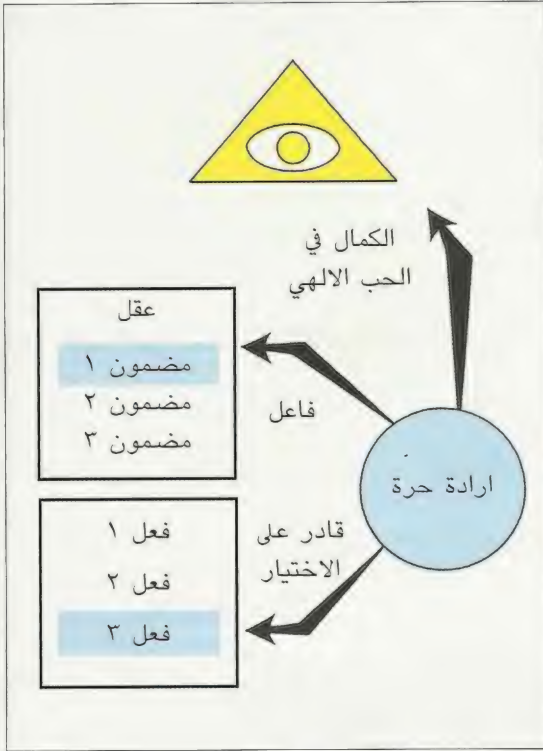 الكمال في
الحب الالهي
عقل
مضمون ١
مضمون ٢
مضمون ٣
فاعل
ارادة حرة
قادر على
الاختيار
فعل ١
فعل ٢
فعل ٣